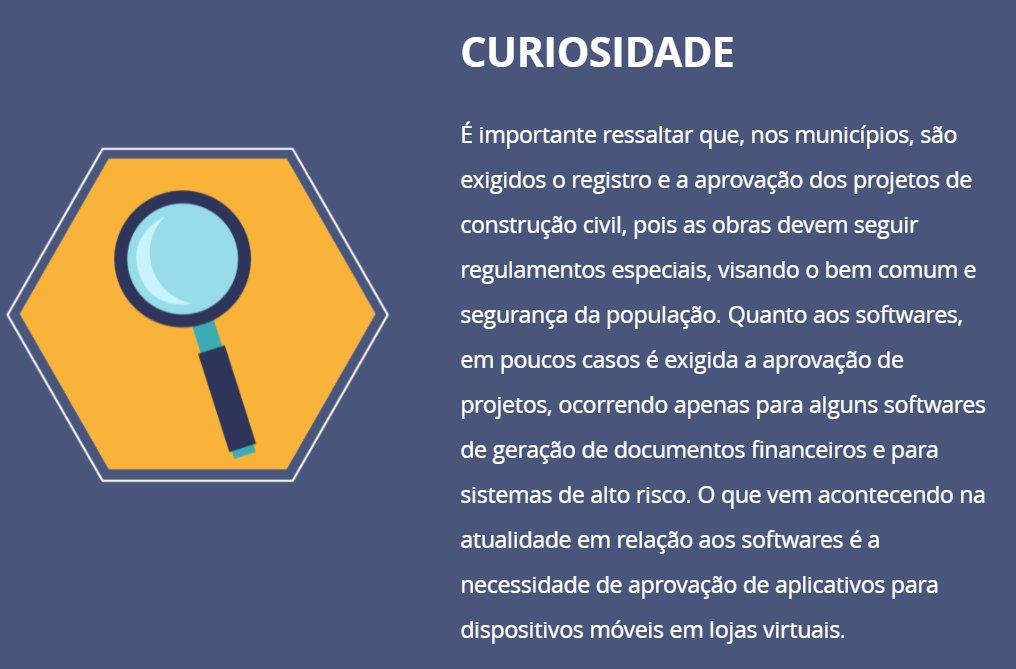 CURIOSIDADE
É importante ressaltar que, nos municípios, são
exigidos o registro e a aprovação dos projetos de
construção civil, pois as obras devem seguir
regulamentos especiais, visando o bem comum e
segurança da população. Quanto aos softwares,
em poucos casos é exigida a aprovação de
projetos, ocorrendo apenas para alguns softwares
de geração de documentos financeiros e para
sistemas de alto risco. O que vem acontecendo na
atualidade em relação aos softwares é a
necessidade de aprovação de aplicativos para
dispositivos móveis em lojas virtuais.